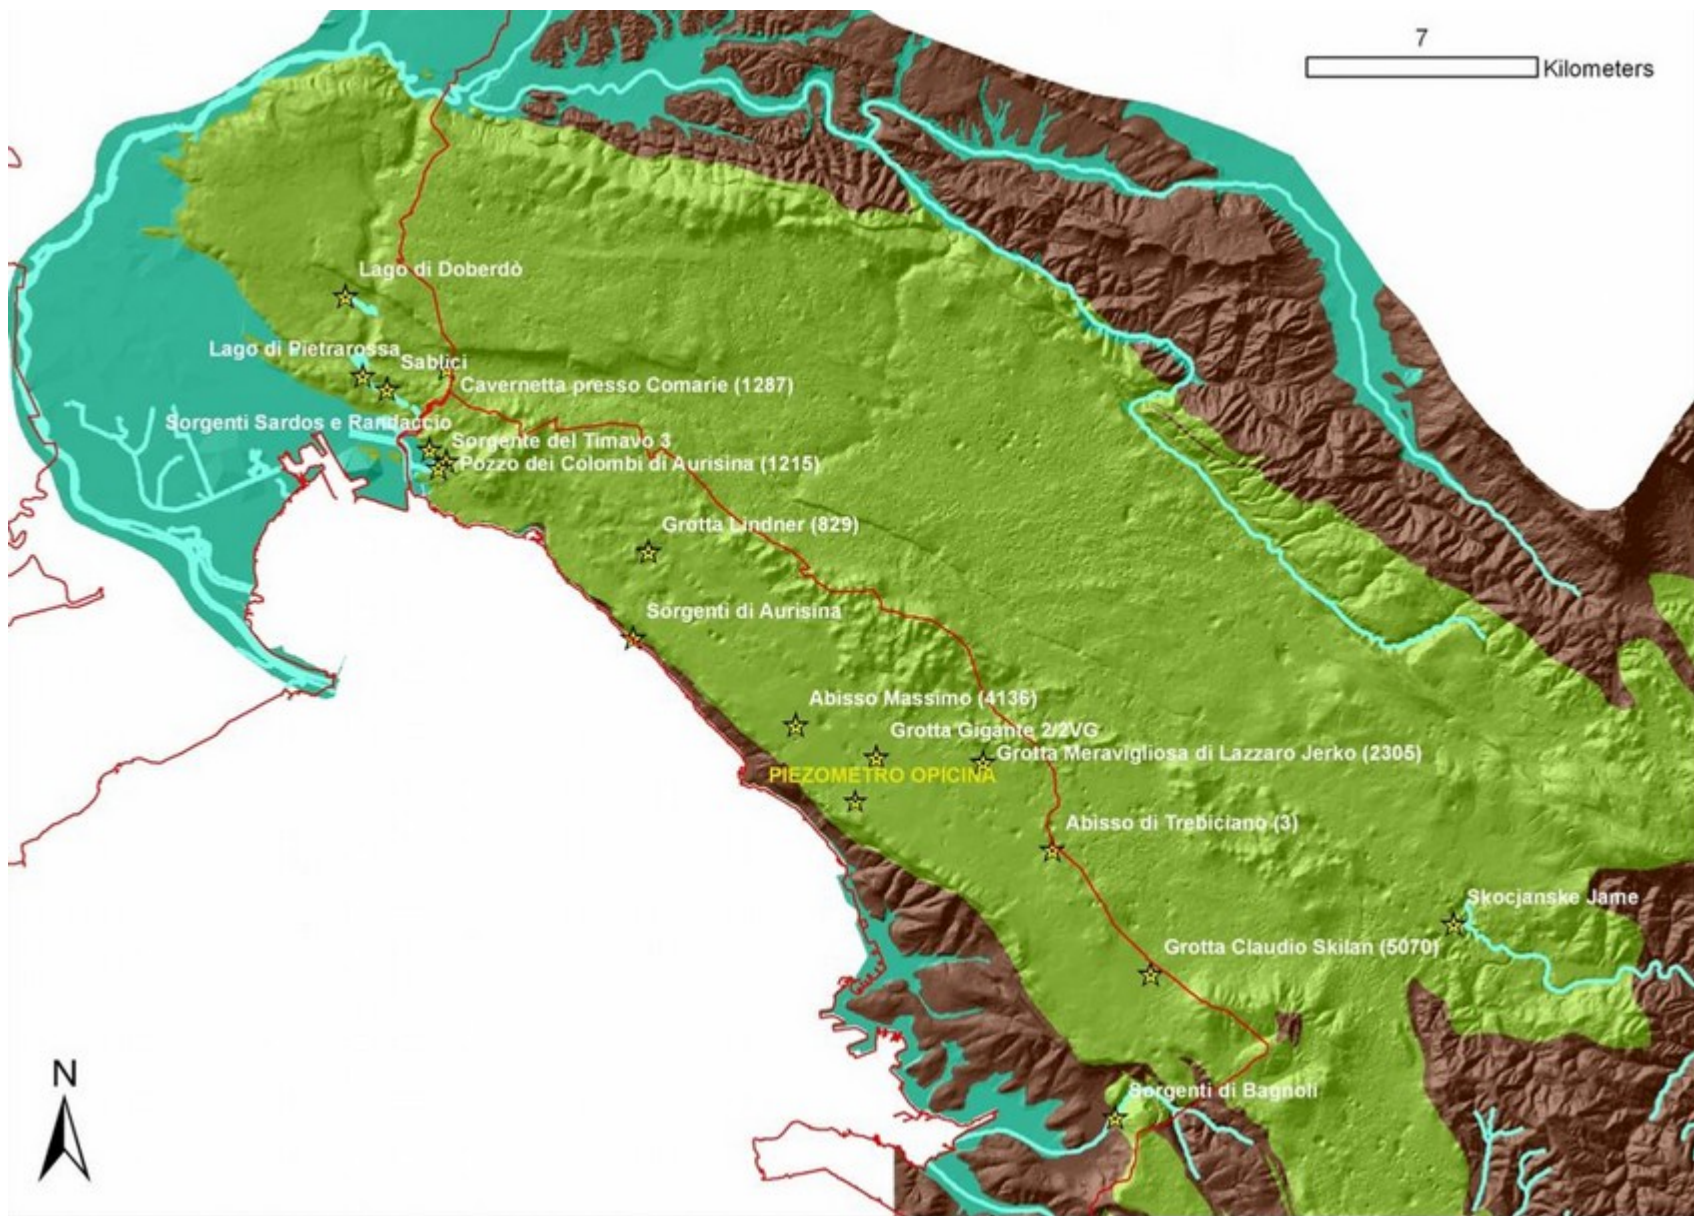 7
Kilometers
Lago di Doberdò
Lago di Pietrarossa
Sablici
Cavernetta presso Comarie (1287)
Sorgenti Sardos e Randaccio
Sorgente del Timavo 3
Pozzo dei Colombi di Aurisina (1215)
Grotta Lindner (829)
Sorgenti di Aurisina
Abisso Massimo (4136)
Grotta Gigante 2/2VG
Grotta Meravigliosa di Lazzaro Jerko (2305)
PIEZOMETRO OPICINA
Abisso di Trebiciano (3)
Skocjanske Jame
Grotta Claudio Skilan (5070)
N
Sorgenti di Bagnoli